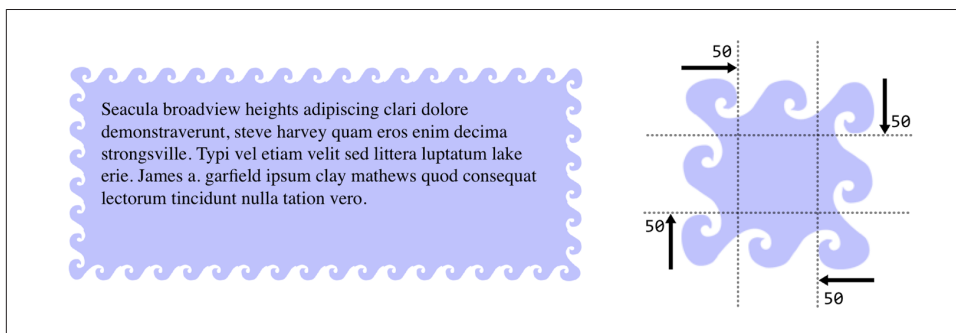 Seacula broadview heights adipiscing clari dolore
demonstraverunt, steve harvey quam eros enim decima
strongsville. Typi vel etiam velit sed littera luptatum lake
erie. James a. garfield ipsum clay mathews quod consequat
lectorum tincidunt nulla tation vero.
50
50
50
50